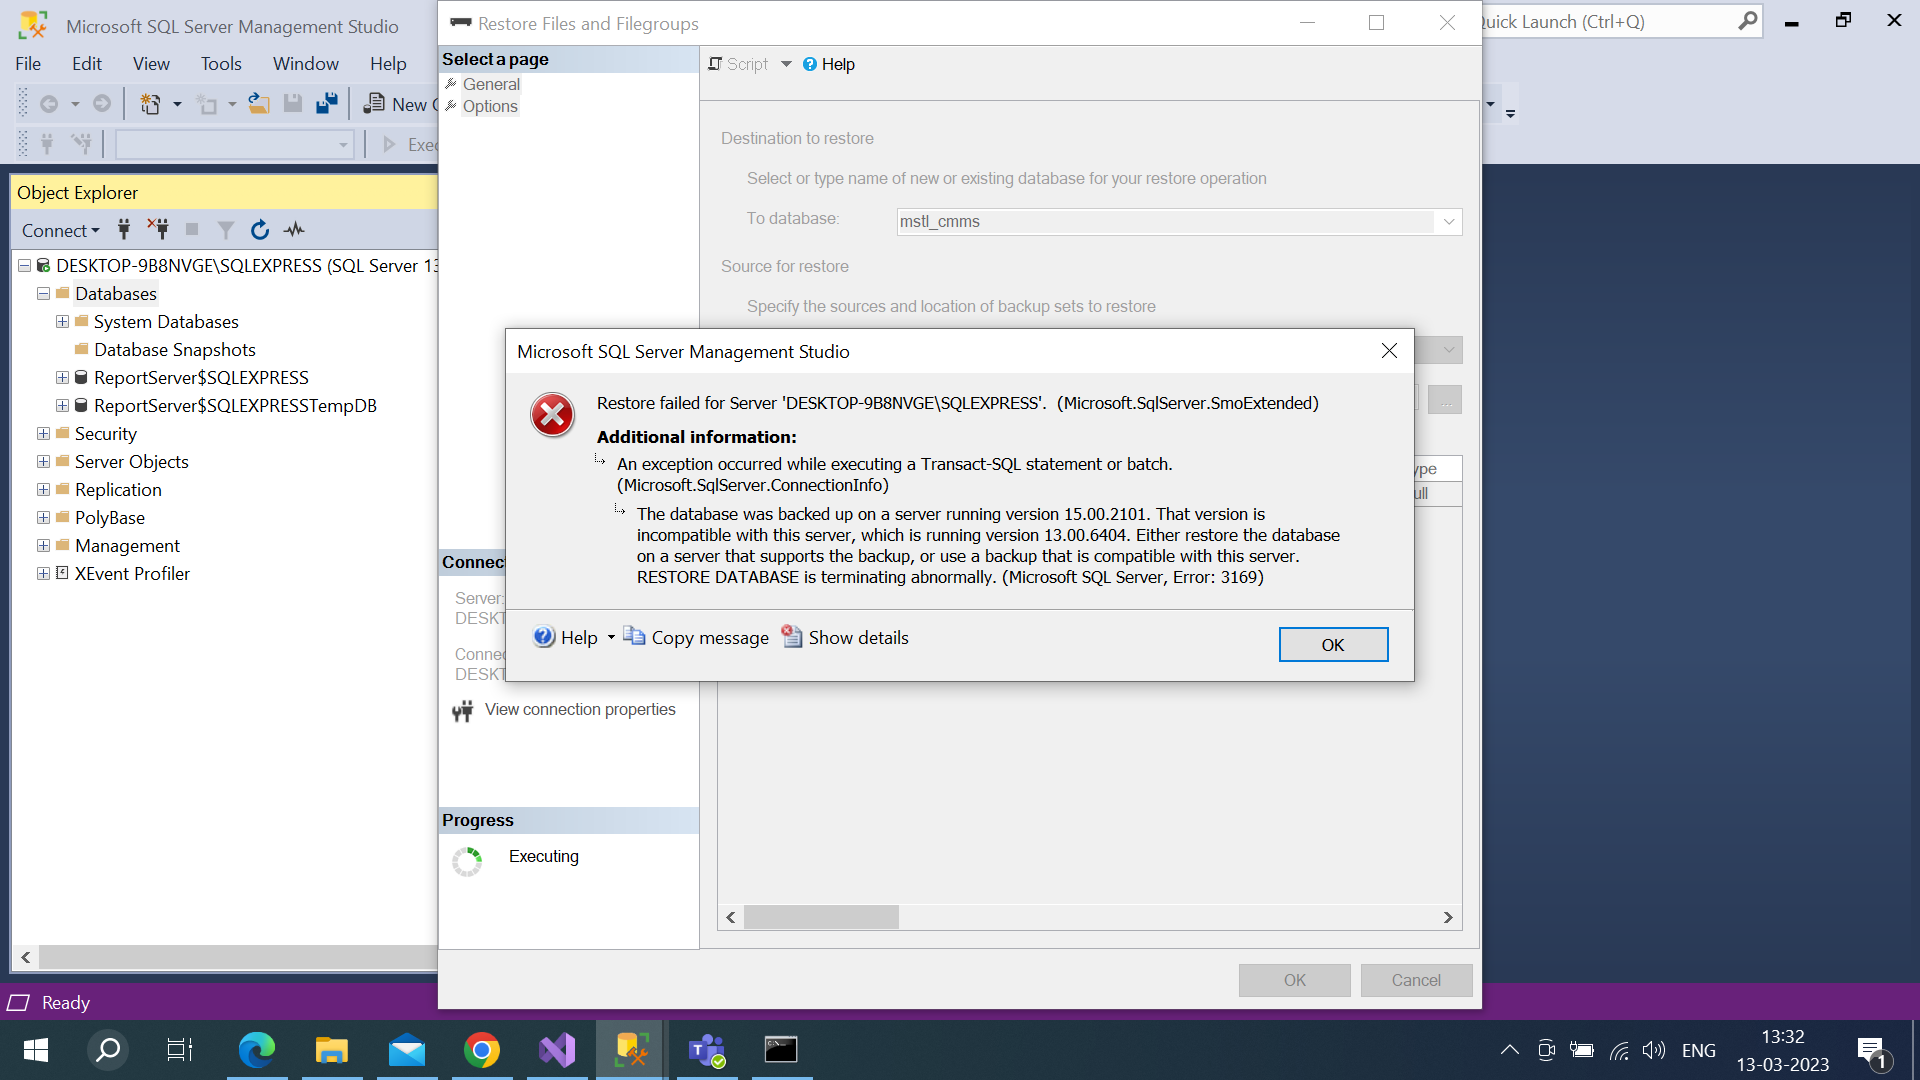 Microsoft SQL Server Management Studio
Restore Files and Filegroups
Quick Launch (Ctrl+Q)
File Edit View Tools Window Help
New
Select a page
General
Options
Script Help
Destination to restore
Select or type name of new or existing database for your restore operation
To database: mstl_cmms
Source for restore
Specify the sources and location of backup sets to restore
Object Explorer
Connect
DESKTOP-9B8NVGE\SQLEXPRESS (SQL Server 13
Databases
System Databases
Database Snapshots
ReportServer$SQLEXPRESS
ReportServer$SQLEXPRESSTempDB
Security
Server Objects
Replication
PolyBase
Management
XEvent Profiler
Microsoft SQL Server Management Studio
Restore failed for Server 'DESKTOP-9B8NVGE\SQLEXPRESS'. (Microsoft.SqlServer.SmoExtended)
Additional information:
An exception occurred while executing a Transact-SQL statement or batch.
(Microsoft.SqlServer.ConnectionInfo)
The database was backed up on a server running version 15.00.2101. That version is
incompatible with this server, which is running version 13.00.6404. Either restore the database
on a server that supports the backup, or use a backup that is compatible with this server.
RESTORE DATABASE is terminating abnormally. (Microsoft SQL Server, Error: 3169)
Help Copy message Show details OK
Server:
View connection properties
Progress
Executing
OK Cancel
Ready
ENG
13:32
13-03-2023
1